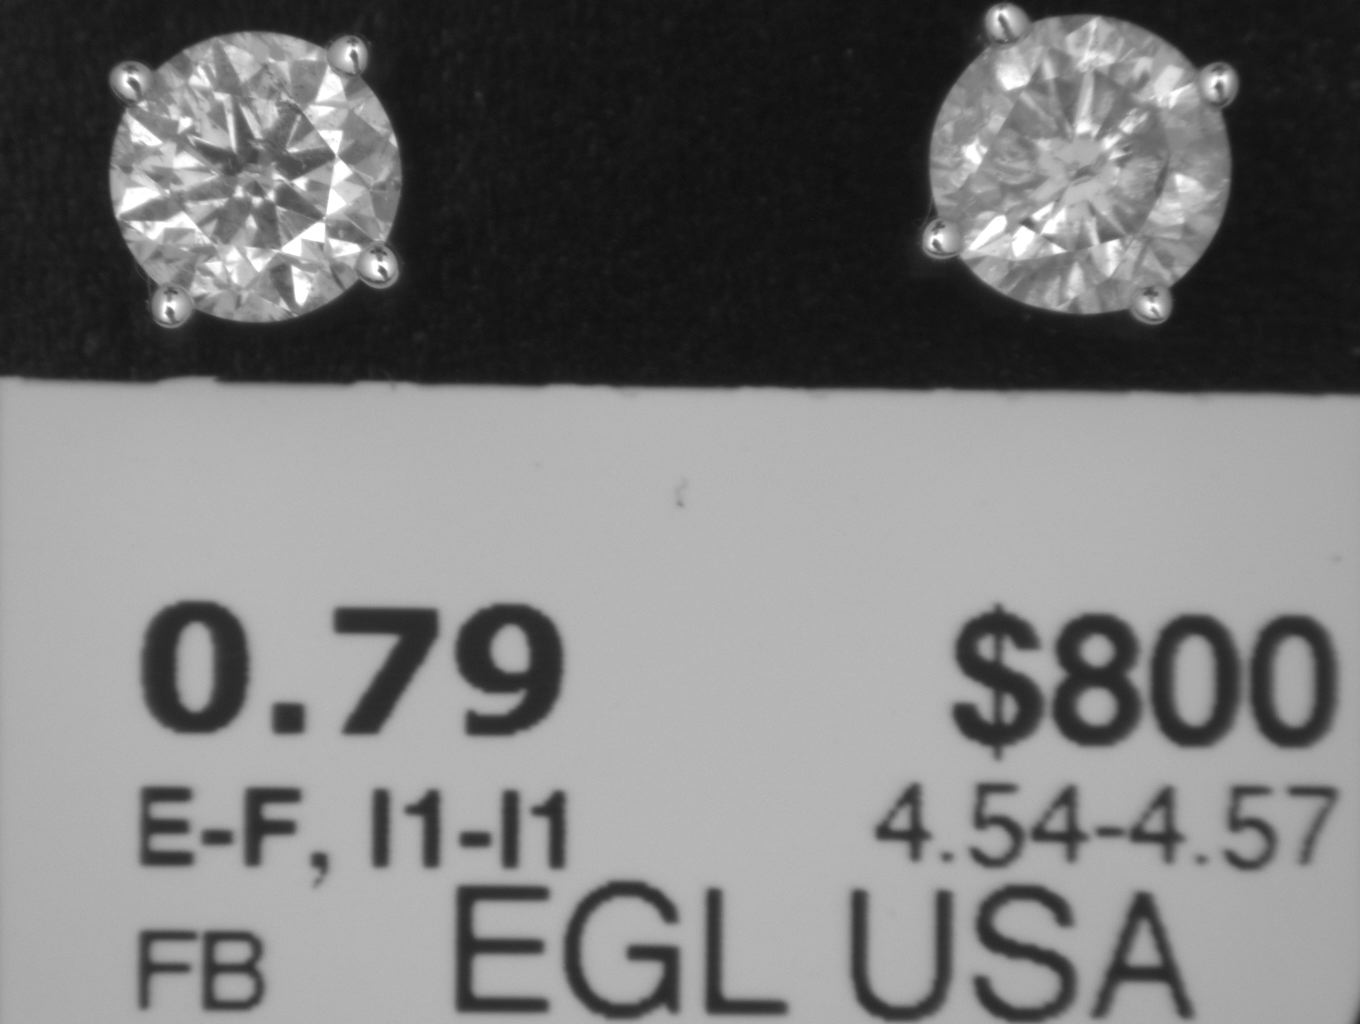 0.79 $800
E-F, I1-I1 4.54-4.57
FB EGL USA